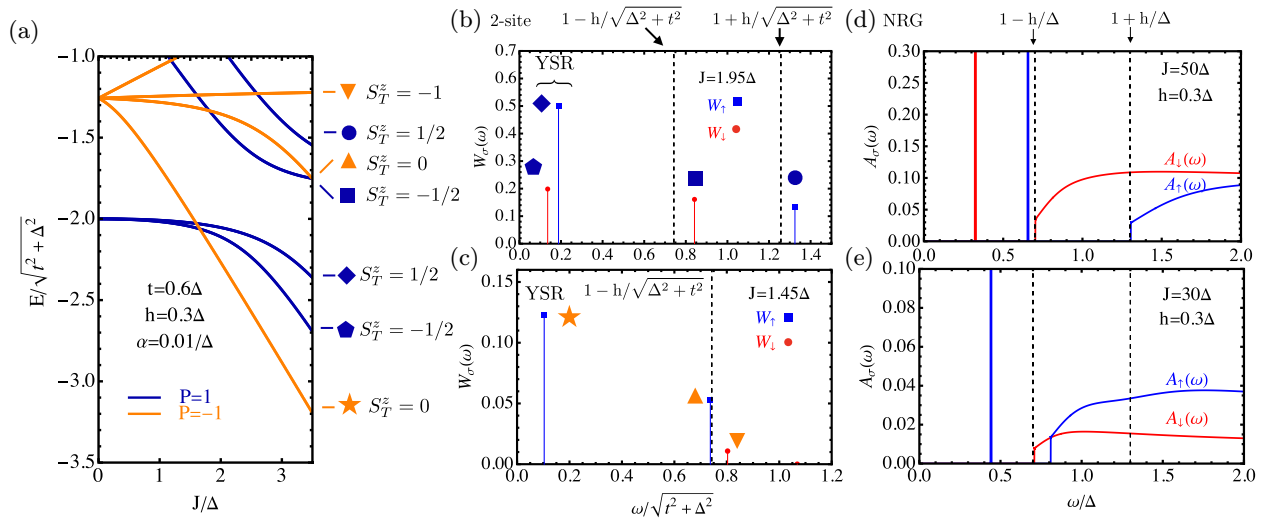 (a)
−1.0
−1.5
−2.0
−2.5
−3.0
−3.5
E/√t² + Δ²
0
1
2
3
J/Δ
t=0.6Δ
h=0.3Δ
α=0.01/Δ
P=1
P=-1
S_T^z = −1
S_T^z = 1/2
S_T^z = 0
S_T^z = −1/2
S_T^z = 1/2
S_T^z = −1/2
S_T^z = 0
(b) 2-site
1 − h/√Δ² + t²
1 + h/√Δ² + t²
YSR
J=1.95Δ
W↑
W↓
W_σ(ω)
0.7
0.6
0.5
0.4
0.3
0.2
0.1
0.0
0.0 0.2 0.4 0.6 0.8 1.0 1.2 1.4
(c)
YSR
1 − h/√Δ² + t²
J=1.45Δ
W↑
W↓
W_σ(ω)
0.15
0.10
0.05
0.00
0.0 0.2 0.4 0.6 0.8 1.0
ω/√t² + Δ²
(d) NRG
1 − h/Δ
1 + h/Δ
J=50Δ
h=0.3Δ
A↓(ω)
A↑(ω)
A_σ(ω)
0.30
0.25
0.20
0.15
0.10
0.05
0.00
0.0 0.5 1.0 1.5 2.0
(e)
J=30Δ
h=0.3Δ
A↑(ω)
A↓(ω)
A_σ(ω)
0.10
0.08
0.06
0.04
0.02
0.00
0.0 0.5 1.0 1.5 2.0
ω/Δ